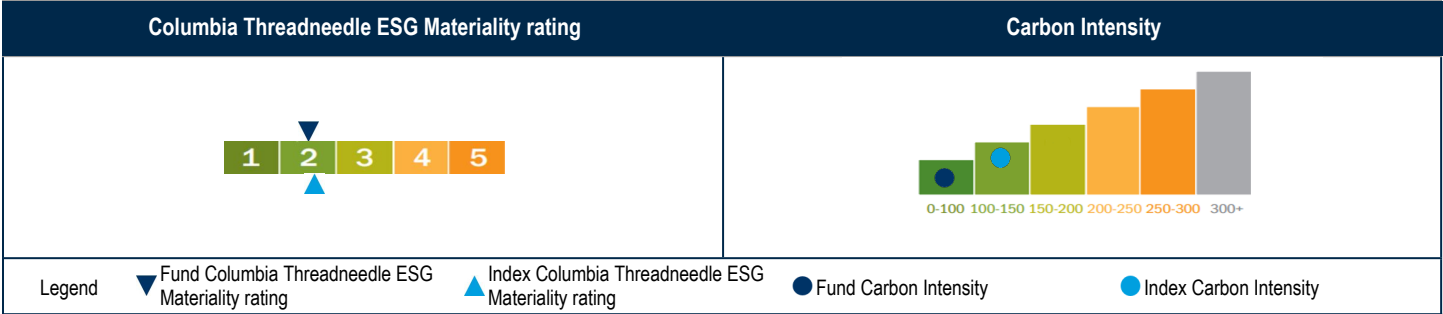 Columbia Threadneedle ESG Materiality rating
Carbon Intensity
1 2 3 4 5
0-100 100-150 150-200 200-250 250-300 300+
Legend
Fund Columbia Threadneedle ESG
Materiality rating
Index Columbia Threadneedle ESG
Materiality rating
Fund Carbon Intensity
Index Carbon Intensity